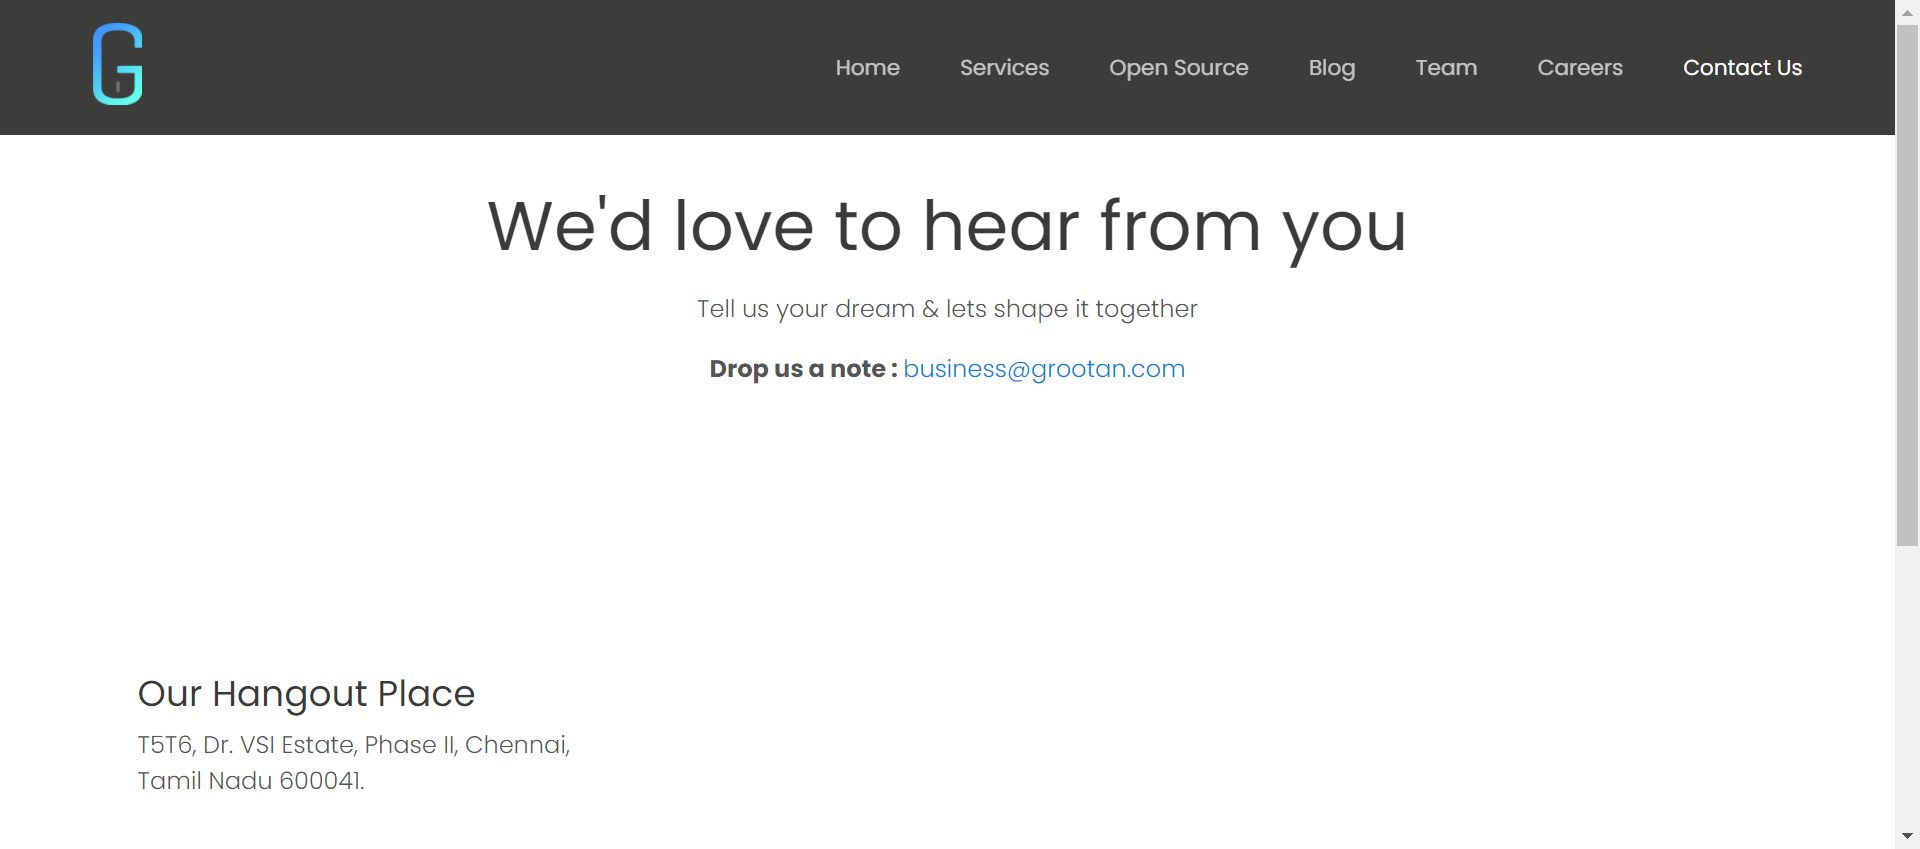 G
Home Services Open Source Blog Team Careers Contact Us
We'd love to hear from you
Tell us your dream & lets shape it together
Drop us a note : business@grootan.com
Our Hangout Place
T5T6, Dr. VSI Estate, Phase II, Chennai,
Tamil Nadu 600041.